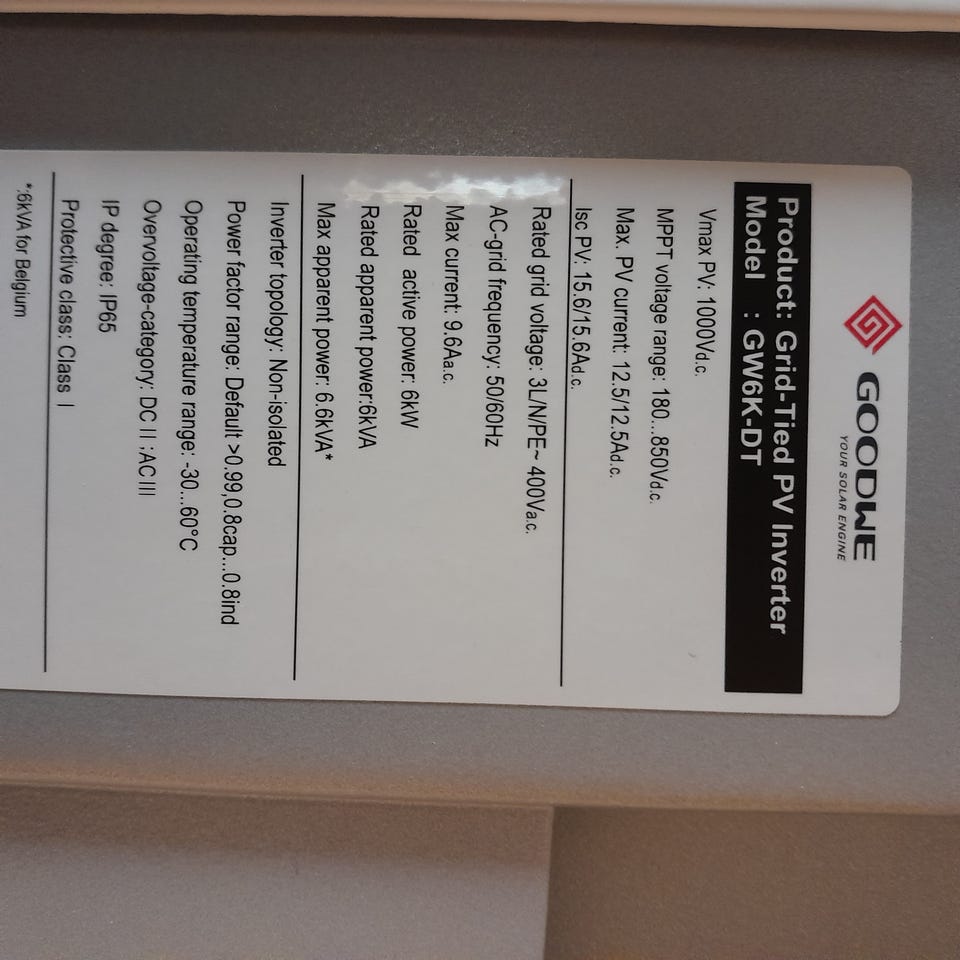 GOODWE
YOUR SOLAR ENGINE
Product: Grid-Tied PV Inverter
Model : GW6K-DT
Vmax PV: 1000Vd.c.
MPPT voltage range: 180...850Vd.c.
Max. PV current: 12.5/12.5Ad.c.
Isc PV: 15.6/15.6Ad.c.
Rated grid voltage: 3L/N/PE~ 400Va.c.
AC-grid frequency: 50/60Hz
Max current: 9.6Aa.c.
Rated active power: 6kW
Rated apparent power:6kVA
Max apparent power: 6.6kVA*
Inverter topology: Non-isolated
Power factor range: Default >0.99,0.8cap...0.8ind
Operating temperature range: -30...60°C
Overvoltage-category: DC II :AC III
IP degree: IP65
Protective class: Class I
*:6kVA for Belgium